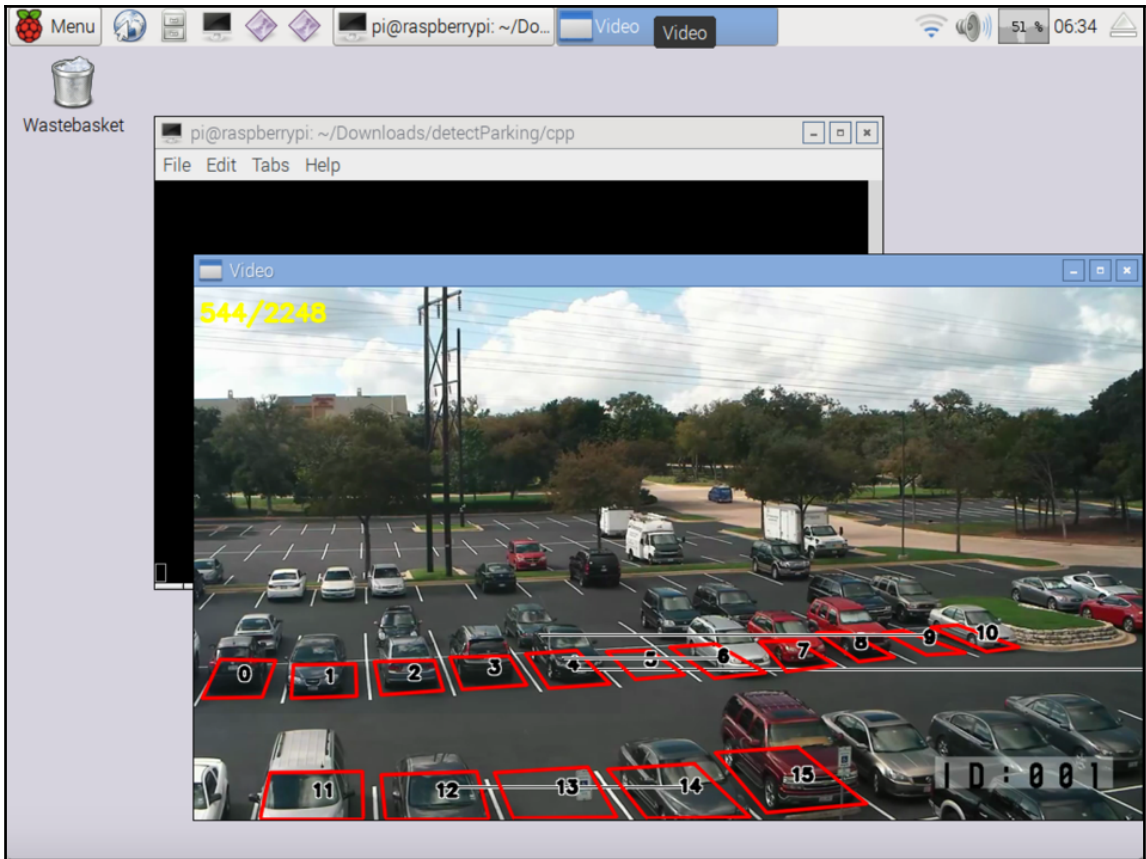 Menu
pi@raspberrypi: ~/Do...
Video
Video
51 %
06:34
Wastebasket
pi@raspberrypi: ~/Downloads/detectParking/cpp
File Edit Tabs Help
Video
544/2248
0
1
2
3
4
5
6
7
8
9
10
11
12
13
14
15
ID:001